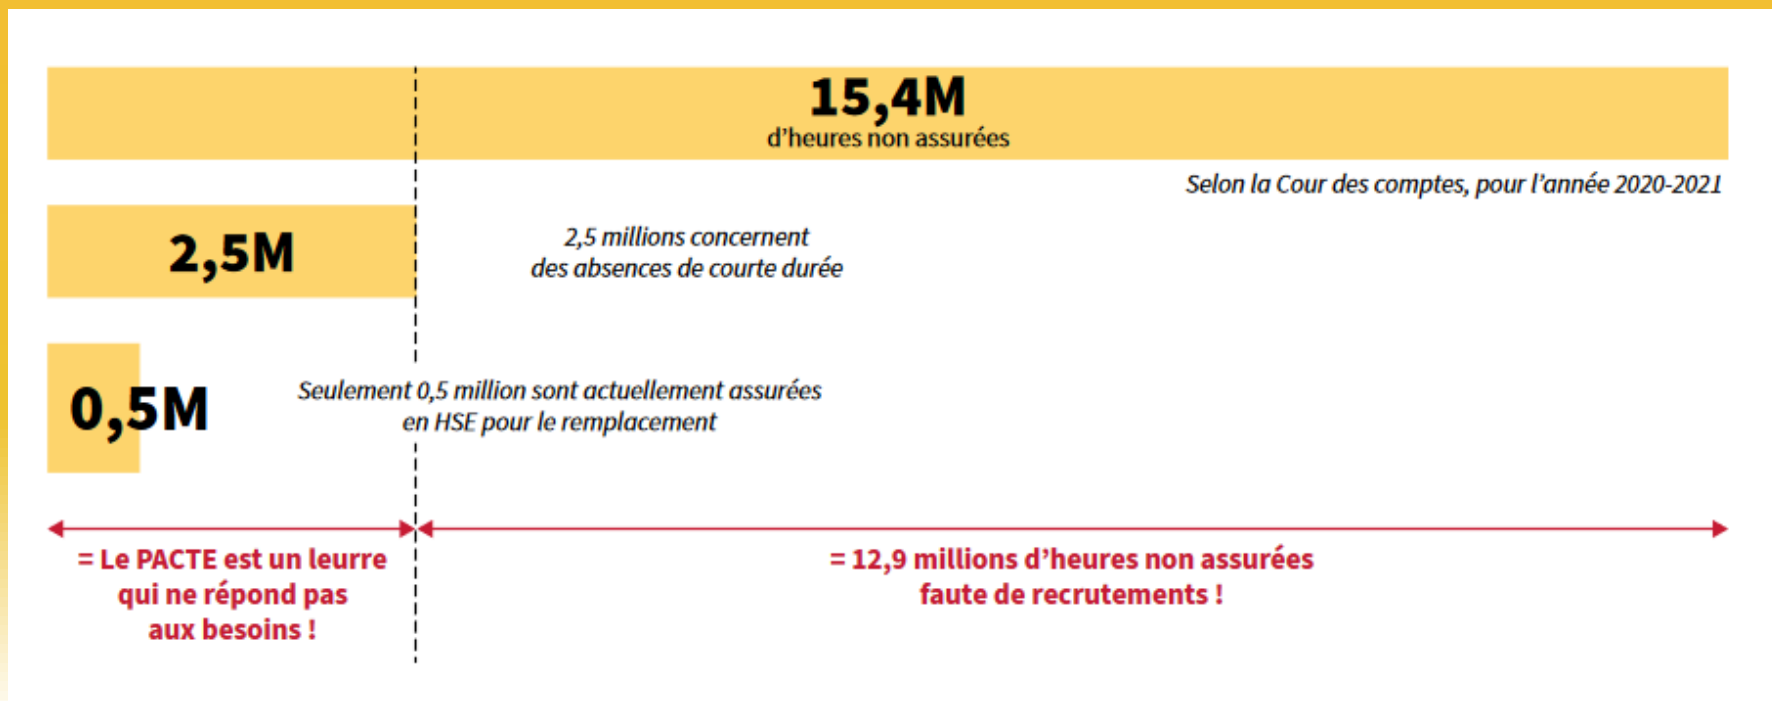 15,4M
d’heures non assurées
Selon la Cour des comptes, pour l’année 2020-2021
2,5M
2,5 millions concernent
des absences de courte durée
0,5M
Seulement 0,5 million sont actuellement assurées
en HSE pour le remplacement
= Le PACTE est un leurre
qui ne répond pas
aux besoins !
= 12,9 millions d’heures non assurées
faute de recrutements !